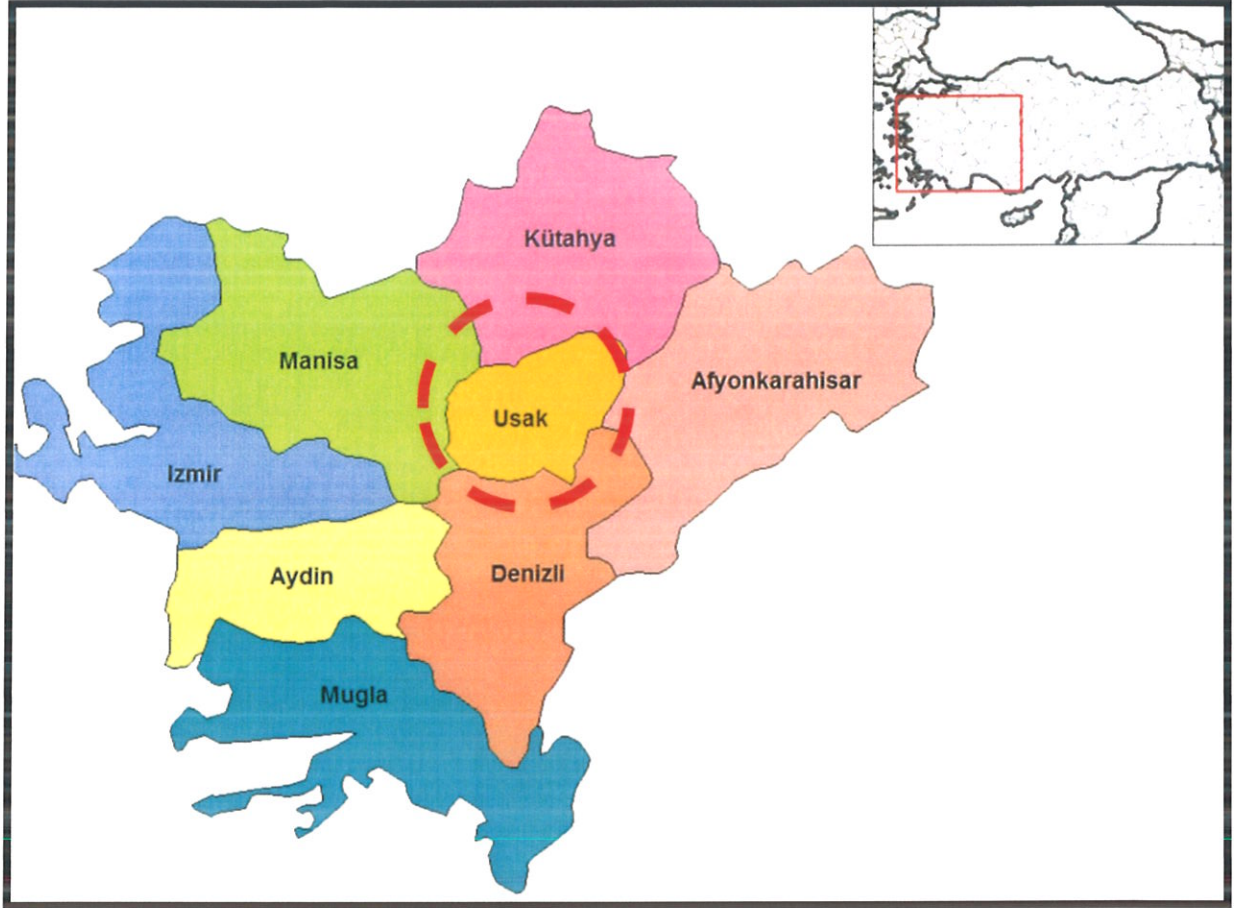 Kütahya
Manisa
Afyonkarahisar
Usak
Izmir
Aydin
Denizli
Mugla